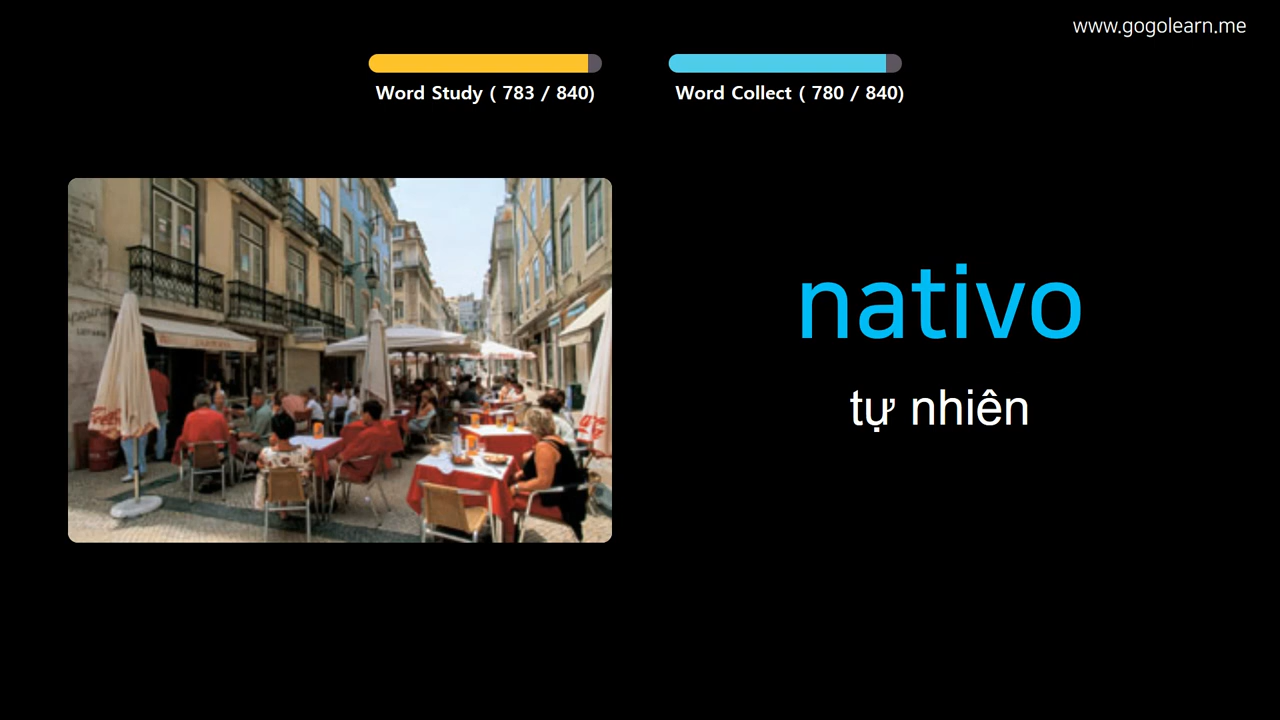 www.gogolearn.me
Word Study ( 783 / 840)
Word Collect ( 780 / 840)
nativo
tự nhiên